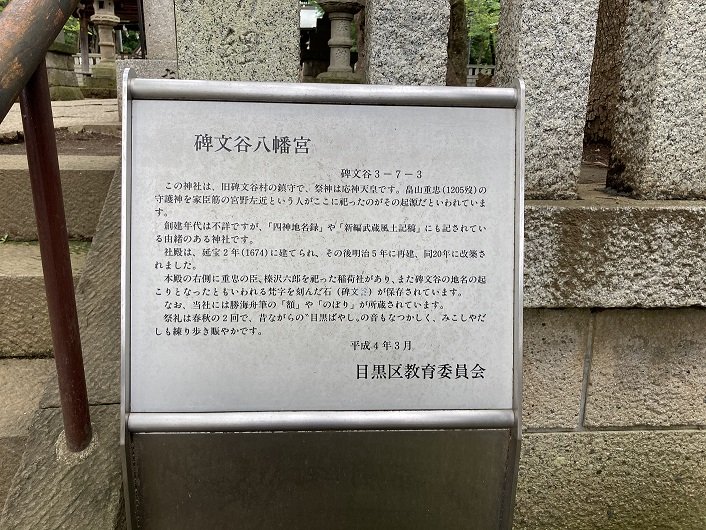 碑文谷八幡宮
碑文谷3-7-3
この神社は、旧碑文谷村の鎮守で、祭神は応神天皇です。畠山重忠(1205歿)の
守護神を家臣筋の宮野左近という人がここに祀ったのがその起源だといわれていま
す。
創建年代は不詳ですが、「四神地名録」や「新編武蔵風土記稿」にも記されてい
る由緒のある神社です。
社殿は、延宝2年(1674)に建てられ、その後明治5年に再建、同20年に改築さ
れました。
本殿の右側に重忠の臣、榛沢六郎を祀った稲荷社があり、また碑文谷の地名の起
こりとなったともいわれる梵字を刻んだ石(碑文石)が保存されています。
なお、当社には勝海舟筆の「額」や「のぼり」が所蔵されています。
祭礼は春秋の2回で、昔ながらの〝目黒ばやし〟の音もなつかしく、みこしやだ
しも練り歩き賑やかです。
平成4年3月
目黒区教育委員会